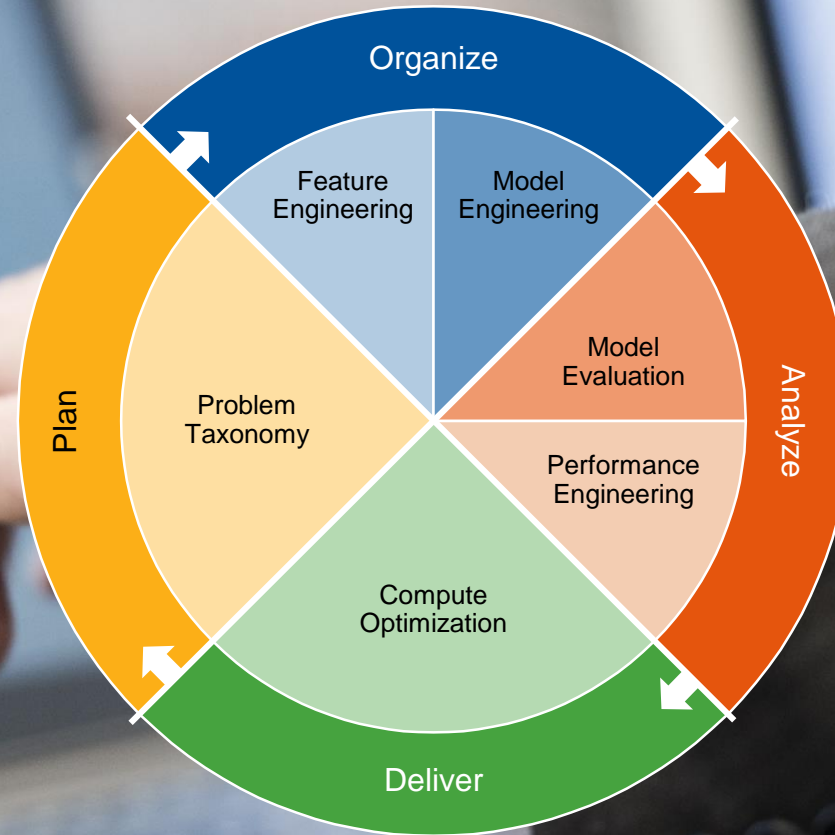 Organize
Feature
Engineering
Model
Engineering
Plan
Problem
Taxonomy
Model
Evaluation
Analyze
Performance
Engineering
Compute
Optimization
Deliver